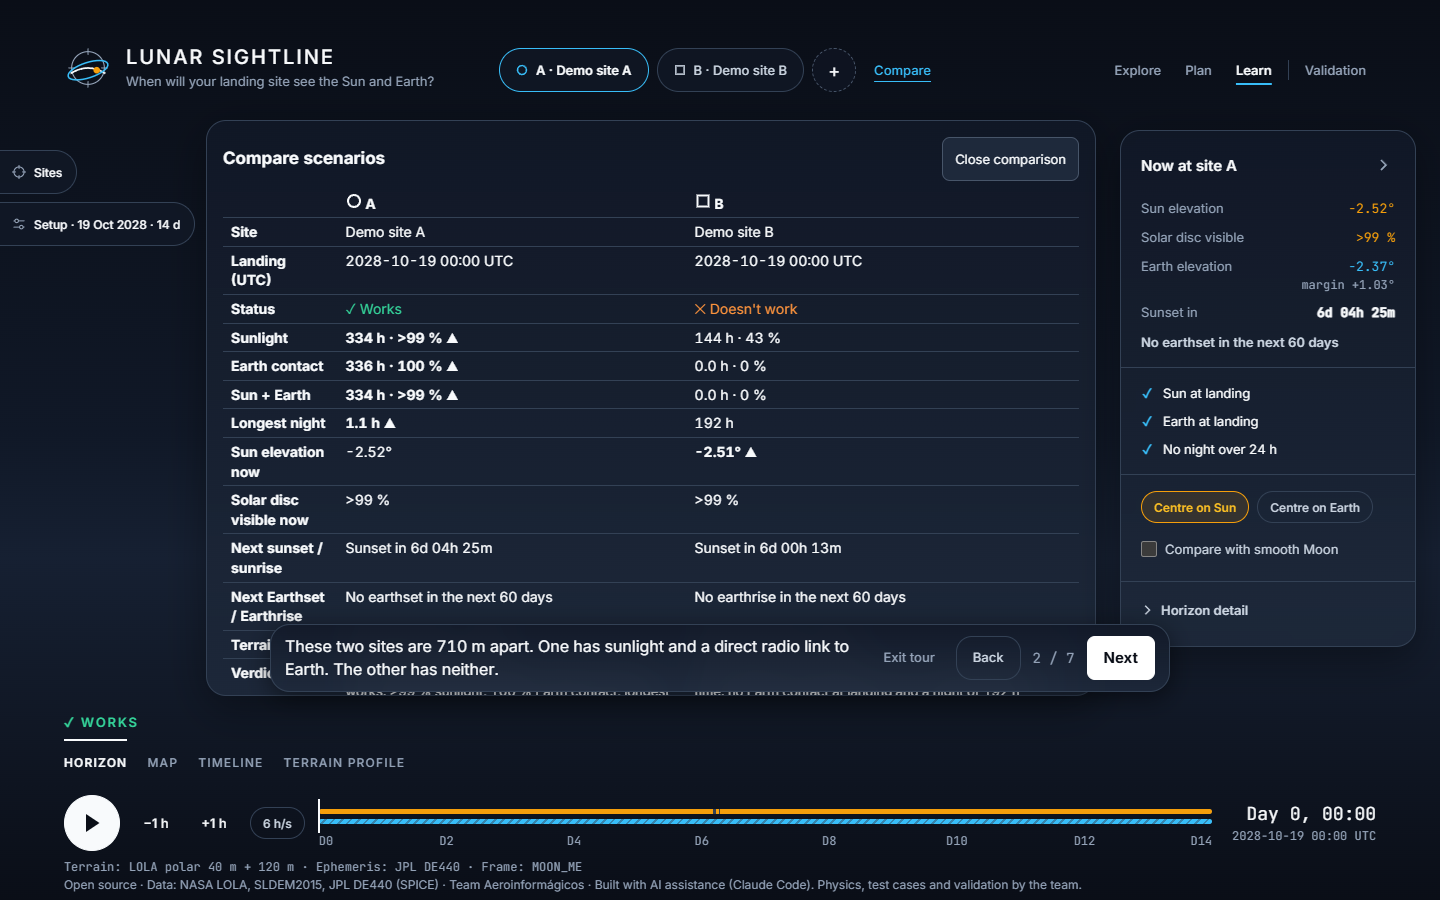 LUNAR SIGHTLINE
When will your landing site see the Sun and Earth?
A · Demo site A
B · Demo site B
+
Compare
Explore
Plan
Learn
Validation
Sites
Setup · 19 Oct 2028 · 14 d
Compare scenarios
Close comparison
A B
Site Demo site A Demo site B
Landing (UTC) 2028-10-19 00:00 UTC 2028-10-19 00:00 UTC
Status ✓ Works ✕ Doesn't work
Sunlight 334 h · >99 % ▲ 144 h · 43 %
Earth contact 336 h · 100 % ▲ 0.0 h · 0 %
Sun + Earth 334 h · >99 % ▲ 0.0 h · 0 %
Longest night 1.1 h ▲ 192 h
Sun elevation now -2.52° -2.51° ▲
Solar disc visible now >99 % >99 %
Next sunset / sunrise Sunset in 6d 04h 25m Sunset in 6d 00h 13m
Next Earthset / Earthrise No earthset in the next 60 days No earthrise in the next 60 days
These two sites are 710 m apart. One has sunlight and a direct radio link to
Earth. The other has neither.
Exit tour
Back
2 / 7
Next
Now at site A
Sun elevation -2.52°
Solar disc visible >99 %
Earth elevation -2.37°
margin +1.03°
Sunset in 6d 04h 25m
No earthset in the next 60 days
✓ Sun at landing
✓ Earth at landing
✓ No night over 24 h
Centre on Sun
Centre on Earth
Compare with smooth Moon
Horizon detail
✓ WORKS
HORIZON MAP TIMELINE TERRAIN PROFILE
−1 h
+1 h
6 h/s
D0 D2 D4 D6 D8 D10 D12 D14
Day 0, 00:00
2028-10-19 00:00 UTC
Terrain: LOLA polar 40 m + 120 m · Ephemeris: JPL DE440 · Frame: MOON_ME
Open source · Data: NASA LOLA, SLDEM2015, JPL DE440 (SPICE) · Team Aeroinformágicos · Built with AI assistance (Claude Code). Physics, test cases and validation by the team.